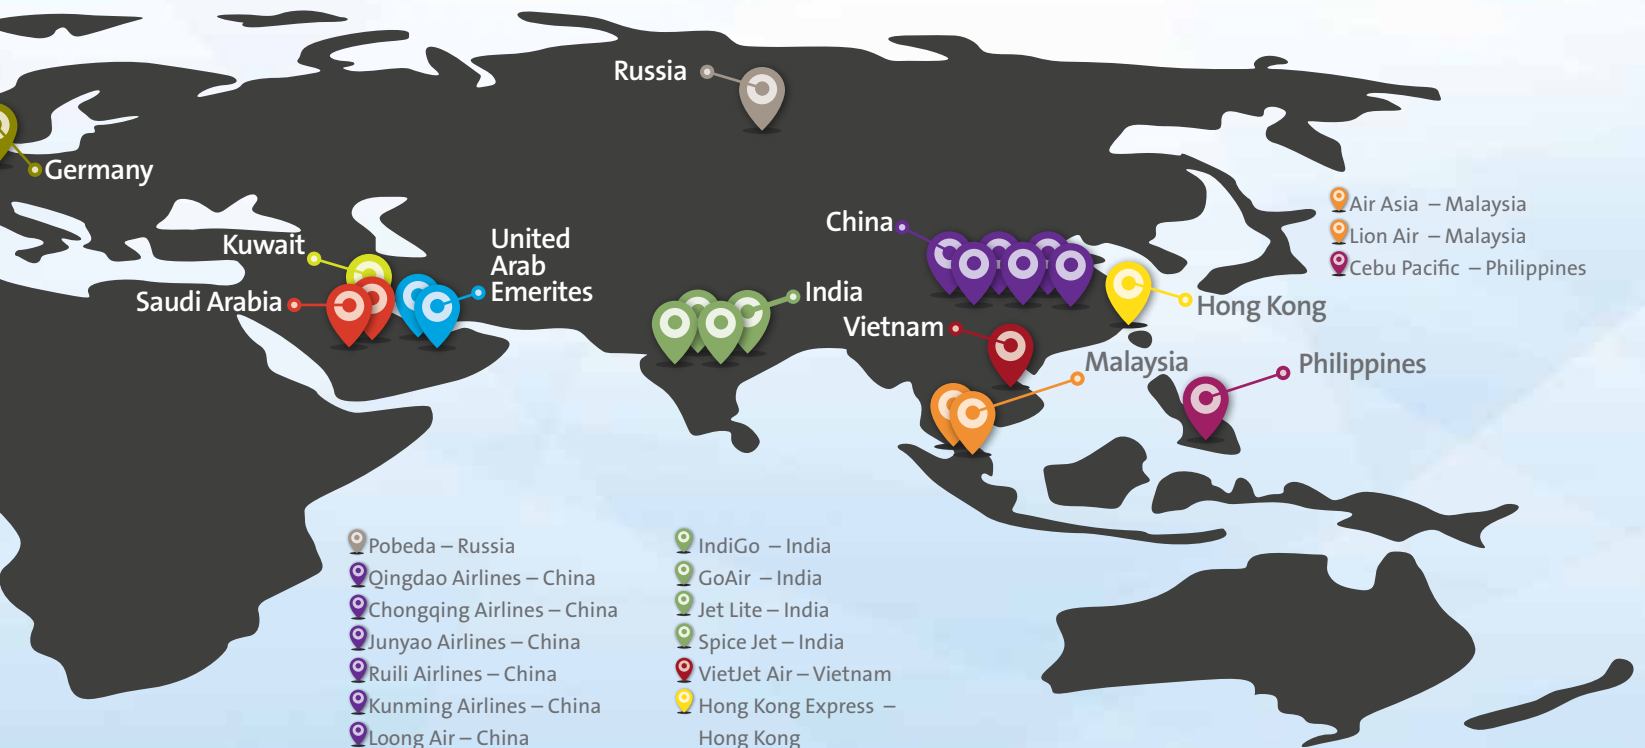 Russia
Germany
China
Kuwait
United
Arab
Emerites
Saudi Arabia
India
Vietnam
Hong Kong
Malaysia
Philippines
Air Asia – Malaysia
Lion Air – Malaysia
Cebu Pacific – Philippines
Pobeda – Russia
Qingdao Airlines – China
Chongqing Airlines – China
Junyao Airlines – China
Ruili Airlines – China
Kunming Airlines – China
Loong Air – China
IndiGo – India
GoAir – India
Jet Lite – India
Spice Jet – India
VietJet Air – Vietnam
Hong Kong Express –
Hong Kong